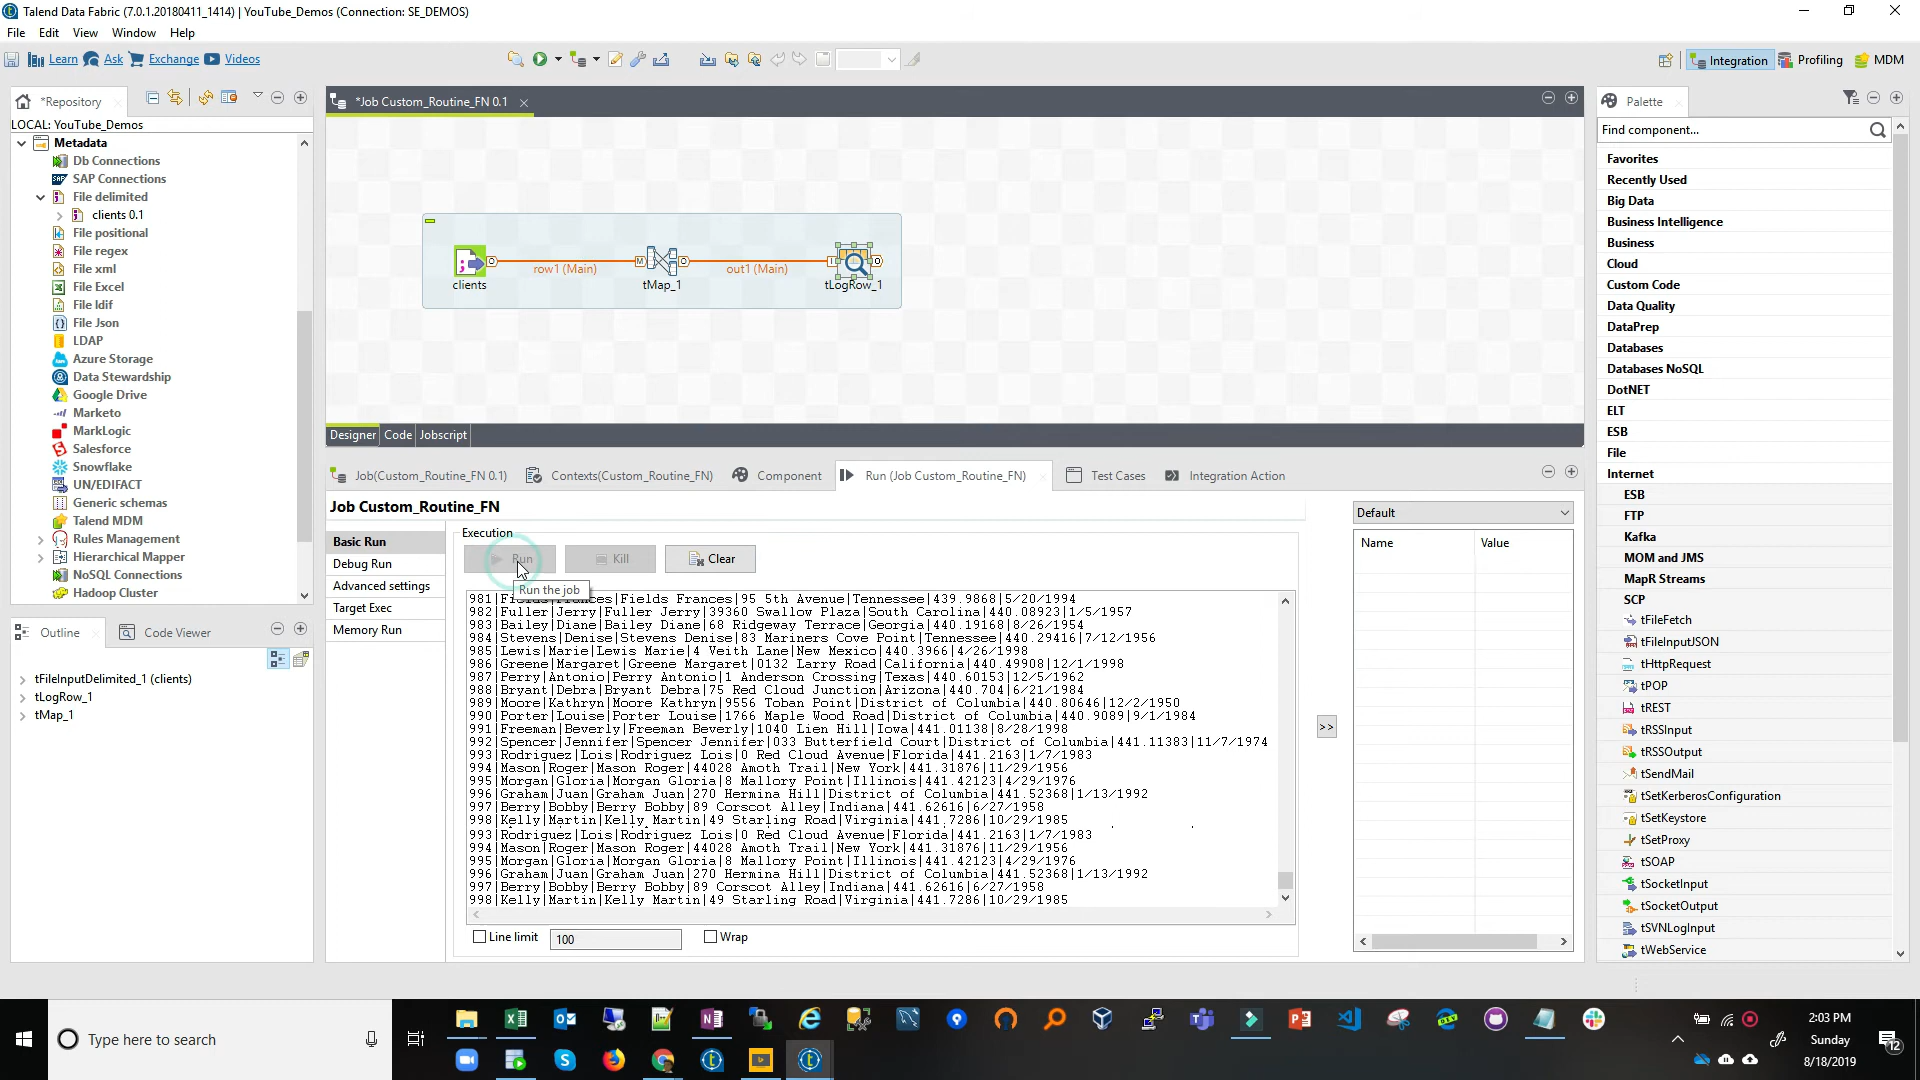 Talend Data Fabric (7.0.1.20180411_1414) | YouTube_Demos (Connection: SE_DEMOS)
File Edit View Window Help
Learn Ask Exchange Videos
Integration Profiling MDM
*Repository
LOCAL: YouTube_Demos
Metadata
Db Connections
SAP Connections
File delimited
clients 0.1
File positional
File regex
File xml
File Excel
File ldif
File Json
LDAP
Azure Storage
Data Stewardship
Google Drive
Marketo
MarkLogic
Salesforce
Snowflake
UN/EDIFACT
Generic schemas
Talend MDM
Rules Management
Hierarchical Mapper
NoSQL Connections
Hadoop Cluster
Outline Code Viewer
tFileInputDelimited_1 (clients)
tLogRow_1
tMap_1
*Job Custom_Routine_FN 0.1
row1 (Main)
out1 (Main)
clients
tMap_1
tLogRow_1
Designer Code Jobscript
Job(Custom_Routine_FN 0.1) Contexts(Custom_Routine_FN) Component Run (Job Custom_Routine_FN) Test Cases Integration Action
Job Custom_Routine_FN
Basic Run
Debug Run
Advanced settings
Target Exec
Memory Run
Execution
Run Kill Clear
Run the job
981|Fields|Frances|Fields Frances|95 5th Avenue|Tennessee|439.9868|5/20/1994
982|Fuller|Jerry|Fuller Jerry|39360 Swallow Plaza|South Carolina|440.08923|1/5/1957
983|Bailey|Diane|Bailey Diane|68 Ridgeway Terrace|Georgia|440.19168|8/26/1954
984|Stevens|Denise|Stevens Denise|83 Mariners Cove Point|Tennessee|440.29416|7/12/1956
985|Lewis|Marie|Lewis Marie|4 Veith Lane|New Mexico|440.3966|4/26/1998
986|Greene|Margaret|Greene Margaret|0132 Larry Road|California|440.49908|12/1/1998
987|Perry|Antonio|Perry Antonio|1 Anderson Crossing|Texas|440.60153|12/5/1962
988|Bryant|Debra|Bryant Debra|75 Red Cloud Junction|Arizona|440.704|6/21/1984
989|Moore|Kathryn|Moore Kathryn|9556 Toban Point|District of Columbia|440.80646|12/2/1950
990|Porter|Louise|Porter Louise|1766 Maple Wood Road|District of Columbia|440.9089|9/1/1984
991|Freeman|Beverly|Freeman Beverly|1040 Lien Hill|Iowa|441.01138|8/28/1998
992|Spencer|Jennifer|Spencer Jennifer|033 Butterfield Court|District of Columbia|441.11383|11/7/1974
993|Rodriguez|Lois|Rodriguez Lois|0 Red Cloud Avenue|Florida|441.2163|1/7/1983
994|Mason|Roger|Mason Roger|44028 Amoth Trail|New York|441.31876|11/29/1956
995|Morgan|Gloria|Morgan Gloria|8 Mallory Point|Illinois|441.42123|4/29/1976
996|Graham|Juan|Graham Juan|270 Hermina Hill|District of Columbia|441.52368|1/13/1992
997|Berry|Bobby|Berry Bobby|89 Corscot Alley|Indiana|441.62616|6/27/1958
998|Kelly|Martin|Kelly Martin|49 Starling Road|Virginia|441.7286|10/29/1985
993|Rodriguez|Lois|Rodriguez Lois|0 Red Cloud Avenue|Florida|441.2163|1/7/1983
994|Mason|Roger|Mason Roger|44028 Amoth Trail|New York|441.31876|11/29/1956
995|Morgan|Gloria|Morgan Gloria|8 Mallory Point|Illinois|441.42123|4/29/1976
996|Graham|Juan|Graham Juan|270 Hermina Hill|District of Columbia|441.52368|1/13/1992
997|Berry|Bobby|Berry Bobby|89 Corscot Alley|Indiana|441.62616|6/27/1958
998|Kelly|Martin|Kelly Martin|49 Starling Road|Virginia|441.7286|10/29/1985
Line limit 100 Wrap
>>
Default
Name Value
Palette
Find component...
Favorites
Recently Used
Big Data
Business Intelligence
Business
Cloud
Custom Code
Data Quality
DataPrep
Databases
Databases NoSQL
DotNET
ELT
ESB
File
Internet
ESB
FTP
Kafka
MOM and JMS
MapR Streams
SCP
tFileFetch
tFileInputJSON
tHttpRequest
tPOP
tREST
tRSSInput
tRSSOutput
tSendMail
tSetKerberosConfiguration
tSetKeystore
tSetProxy
tSOAP
tSocketInput
tSocketOutput
tSVNLogInput
tWebService
Type here to search
2:03 PM
Sunday
8/18/2019
12